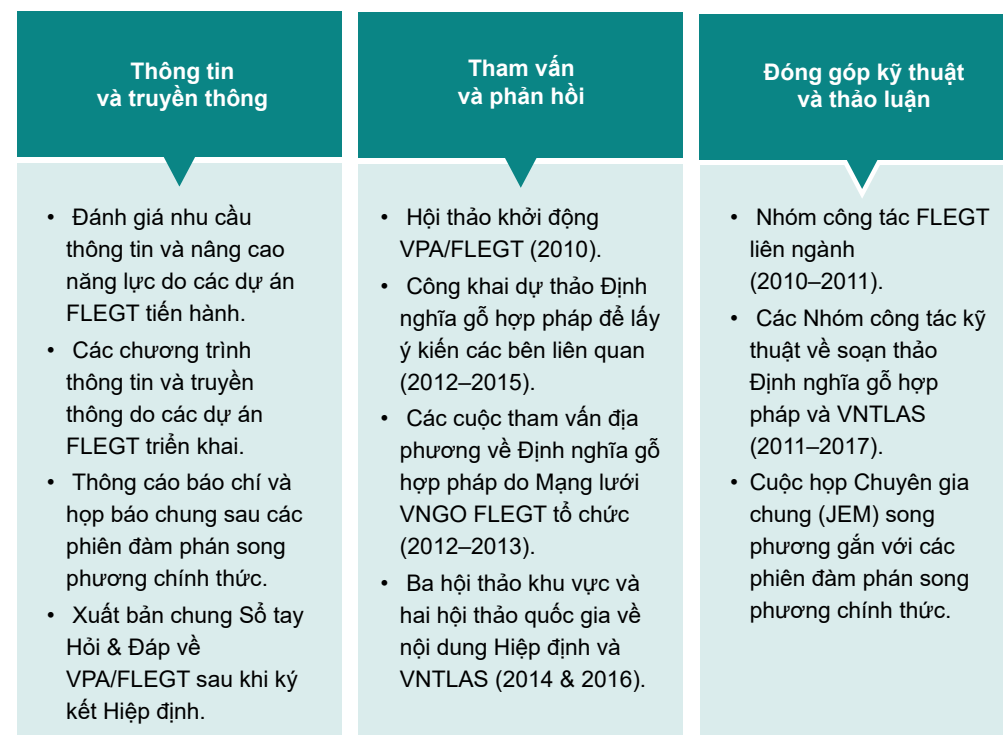 Thông tin
và truyền thông
• Đánh giá nhu cầu
thông tin và nâng cao
năng lực do các dự án
FLEGT tiến hành.
• Các chương trình
thông tin và truyền
thông do các dự án
FLEGT triển khai.
• Thông cáo báo chí và
họp báo chung sau các
phiên đàm phán song
phương chính thức.
• Xuất bản chung Sổ tay
Hỏi & Đáp về
VPA/FLEGT sau khi ký
kết Hiệp định.
Tham vấn
và phản hồi
• Hội thảo khởi động
VPA/FLEGT (2010).
• Công khai dự thảo Định
nghĩa gỗ hợp pháp để lấy
ý kiến các bên liên quan
(2012–2015).
• Các cuộc tham vấn địa
phương về Định nghĩa gỗ
hợp pháp do Mạng lưới
VNGO FLEGT tổ chức
(2012–2013).
• Ba hội thảo khu vực và
hai hội thảo quốc gia về
nội dung Hiệp định và
VNTLAS (2014 & 2016).
Đóng góp kỹ thuật
và thảo luận
• Nhóm công tác FLEGT
liên ngành
(2010–2011).
• Các Nhóm công tác kỹ
thuật về soạn thảo
Định nghĩa gỗ hợp
pháp và VNTLAS
(2011–2017).
• Cuộc họp Chuyên gia
chung (JEM) song
phương gắn với các
phiên đàm phán song
phương chính thức.